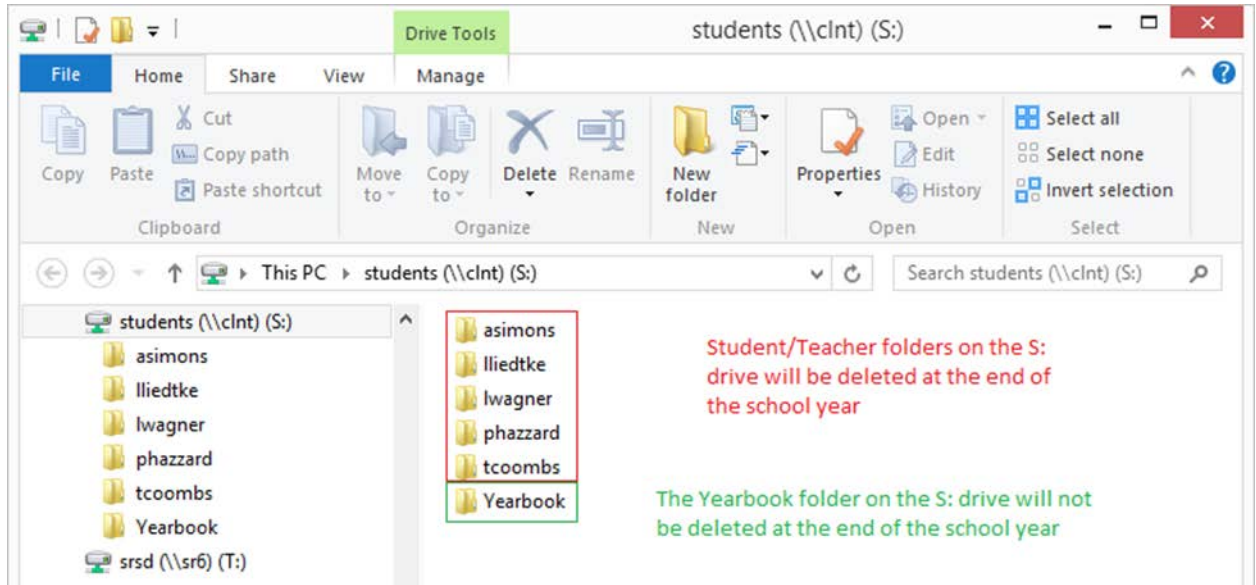 Drive Tools
students (\\clnt) (S:)
File
Home
Share
View
Manage
Copy
Paste
Cut
Copy path
Paste shortcut
Clipboard
Move to
Copy to
Delete
Rename
Organize
New folder
New
Properties
Open
Edit
History
Open
Select all
Select none
Invert selection
Select
This PC
students (\\clnt) (S:)
Search students (\\clnt) (S:)
students (\\clnt) (S:)
asimons
lliedtke
lwagner
phazzard
tcoombs
Yearbook
srsd (\\sr6) (T:)
asimons
lliedtke
lwagner
phazzard
tcoombs
Yearbook
Student/Teacher folders on the S:
drive will be deleted at the end of
the school year
The Yearbook folder on the S: drive will not
be deleted at the end of the school year